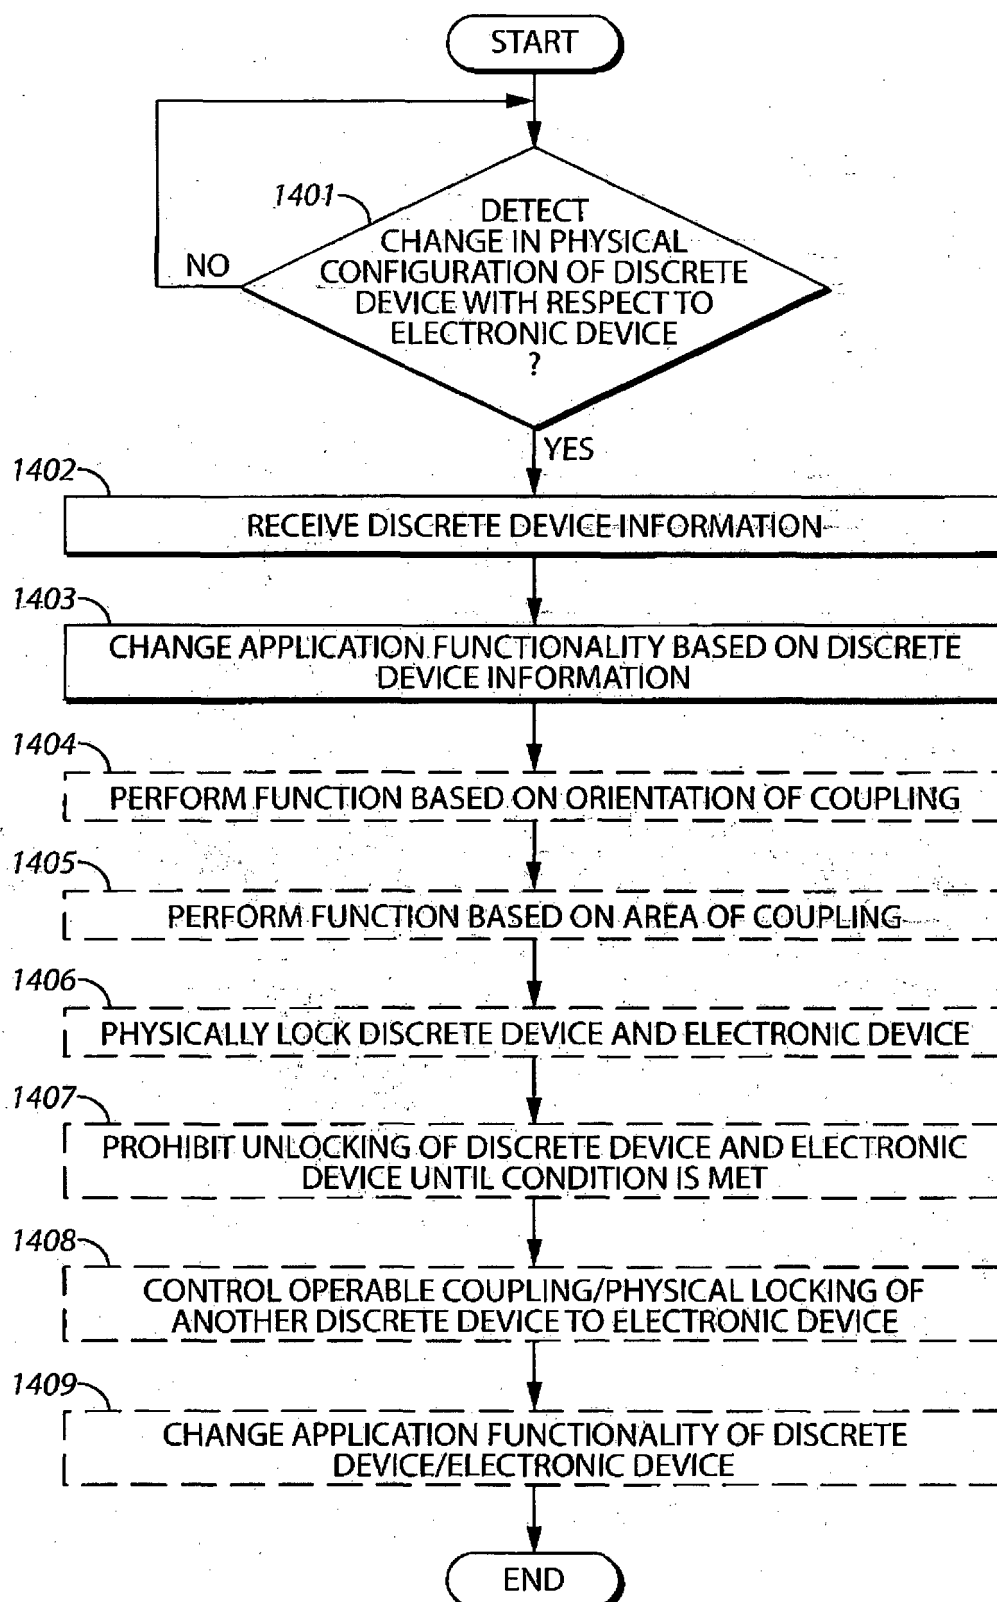 START
1401
DETECT
CHANGE IN PHYSICAL
CONFIGURATION OF DISCRETE
DEVICE WITH RESPECT TO
ELECTRONIC DEVICE
?
NO
YES
1402
RECEIVE DISCRETE DEVICE INFORMATION
1403
CHANGE APPLICATION FUNCTIONALITY BASED ON DISCRETE
DEVICE INFORMATION
1404
PERFORM FUNCTION BASED ON ORIENTATION OF COUPLING
1405
PERFORM FUNCTION BASED ON AREA OF COUPLING
1406
PHYSICALLY LOCK DISCRETE DEVICE AND ELECTRONIC DEVICE
1407
PROHIBIT UNLOCKING OF DISCRETE DEVICE AND ELECTRONIC
DEVICE UNTIL CONDITION IS MET
1408
CONTROL OPERABLE COUPLING/PHYSICAL LOCKING OF
ANOTHER DISCRETE DEVICE TO ELECTRONIC DEVICE
1409
CHANGE APPLICATION FUNCTIONALITY OF DISCRETE
DEVICE/ELECTRONIC DEVICE
END